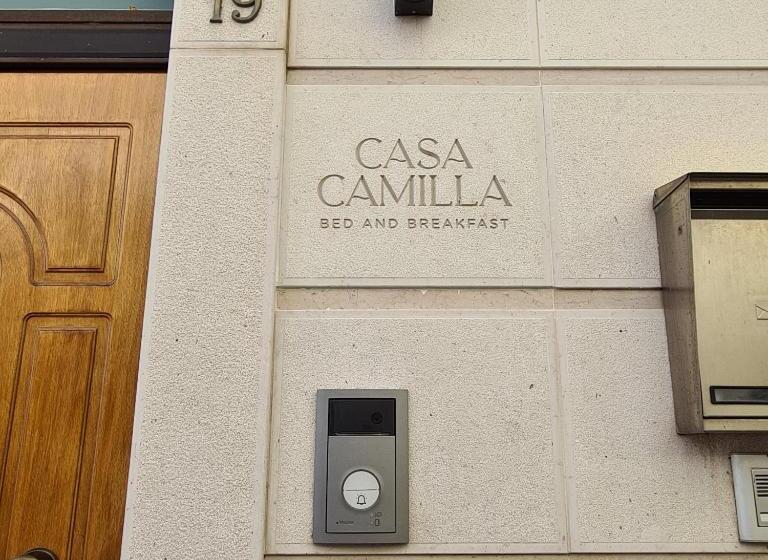 19
CASA
CAMILLA
BED AND BREAKFAST